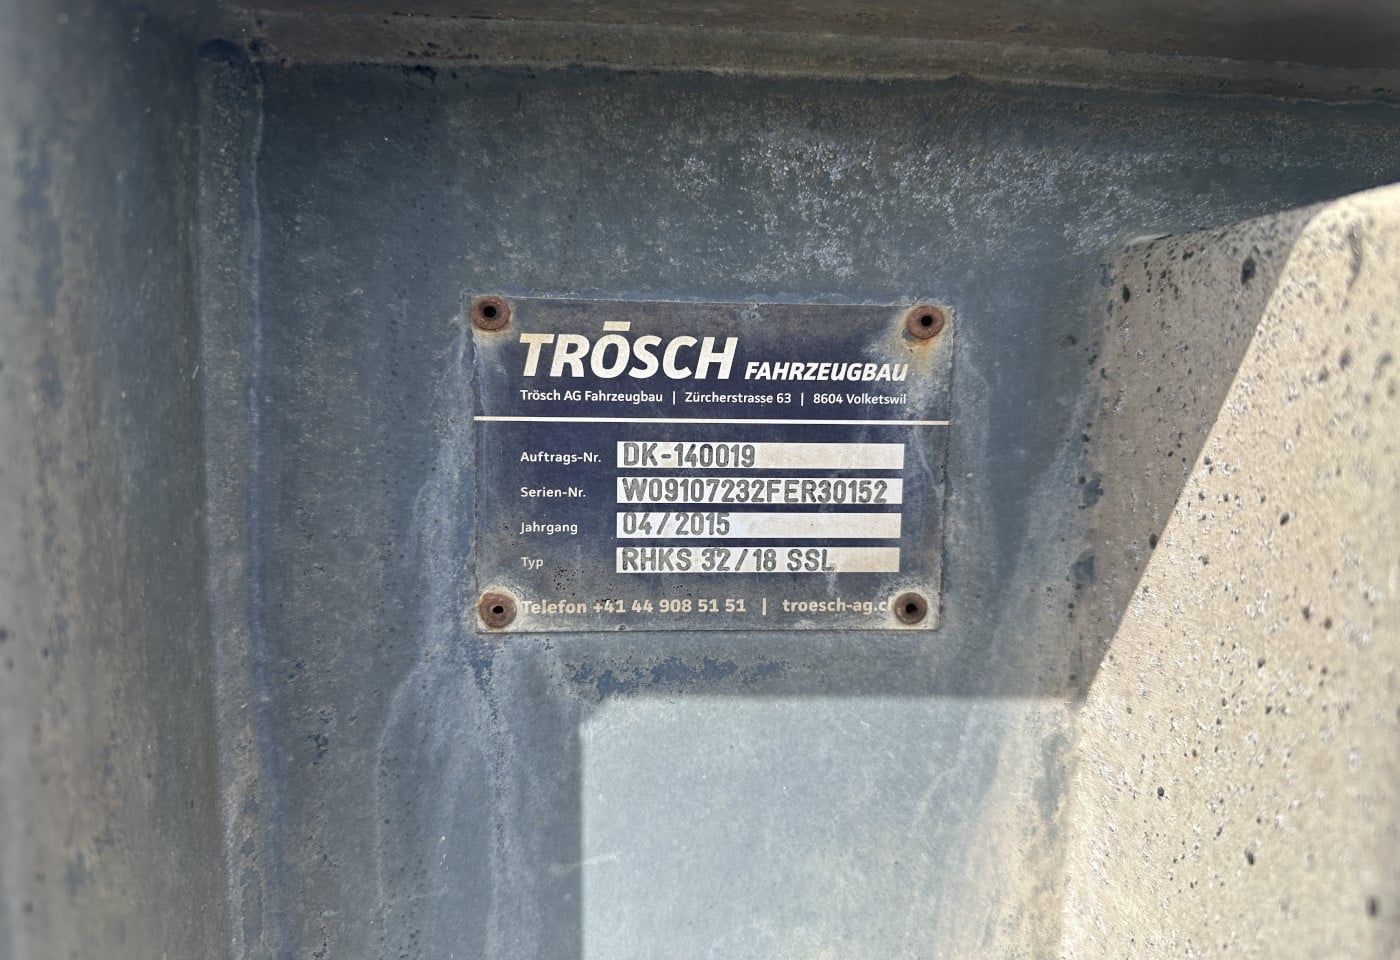 TRÖSCH FAHRZEUGBAU
Trösch AG Fahrzeugbau | Zürcherstrasse 63 | 8604 Volketswil
Auftrags-Nr. DK-140019
Serien-Nr. W09107232FER30152
Jahrgang 04/2015
Typ RHKS 32/18 SSL
Telefon +41 44 908 51 51 | troesch-ag.c